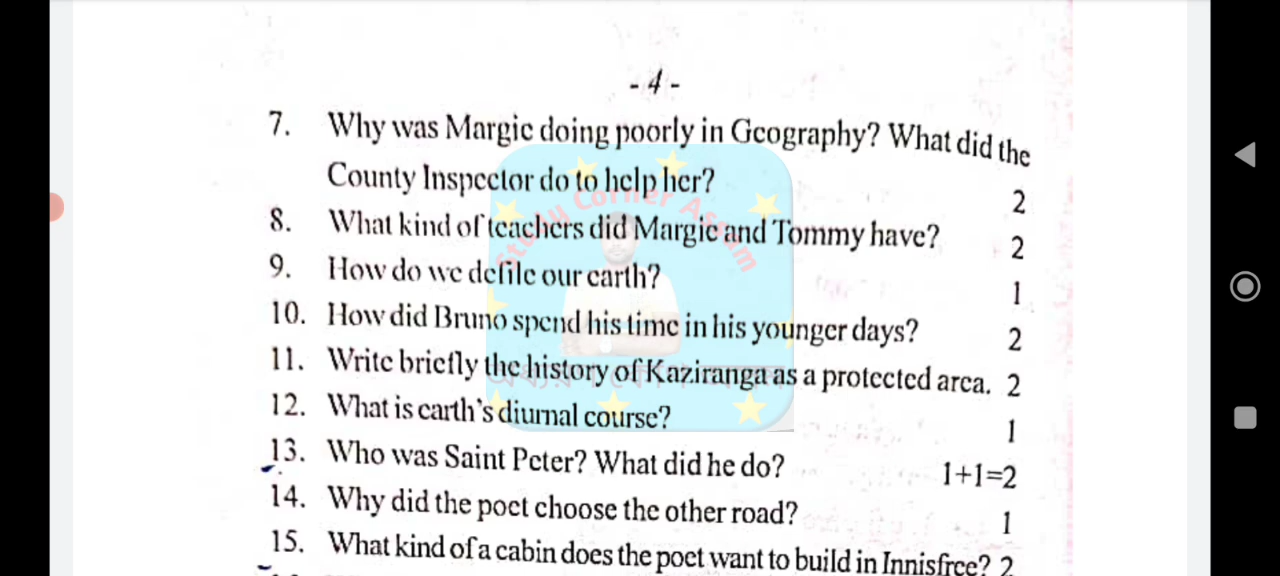 - 4 -
7. Why was Margie doing poorly in Geography? What did the
County Inspector do to help her? 2
8. What kind of teachers did Margie and Tommy have? 2
9. How do we defile our earth? 1
10. How did Bruno spend his time in his younger days? 2
11. Write briefly the history of Kaziranga as a protected area. 2
12. What is earth's diurnal course? 1
13. Who was Saint Peter? What did he do? 1+1=2
14. Why did the poet choose the other road? 1
15. What kind of a cabin does the poet want to build in Innisfree? 2
Study Corner Assam